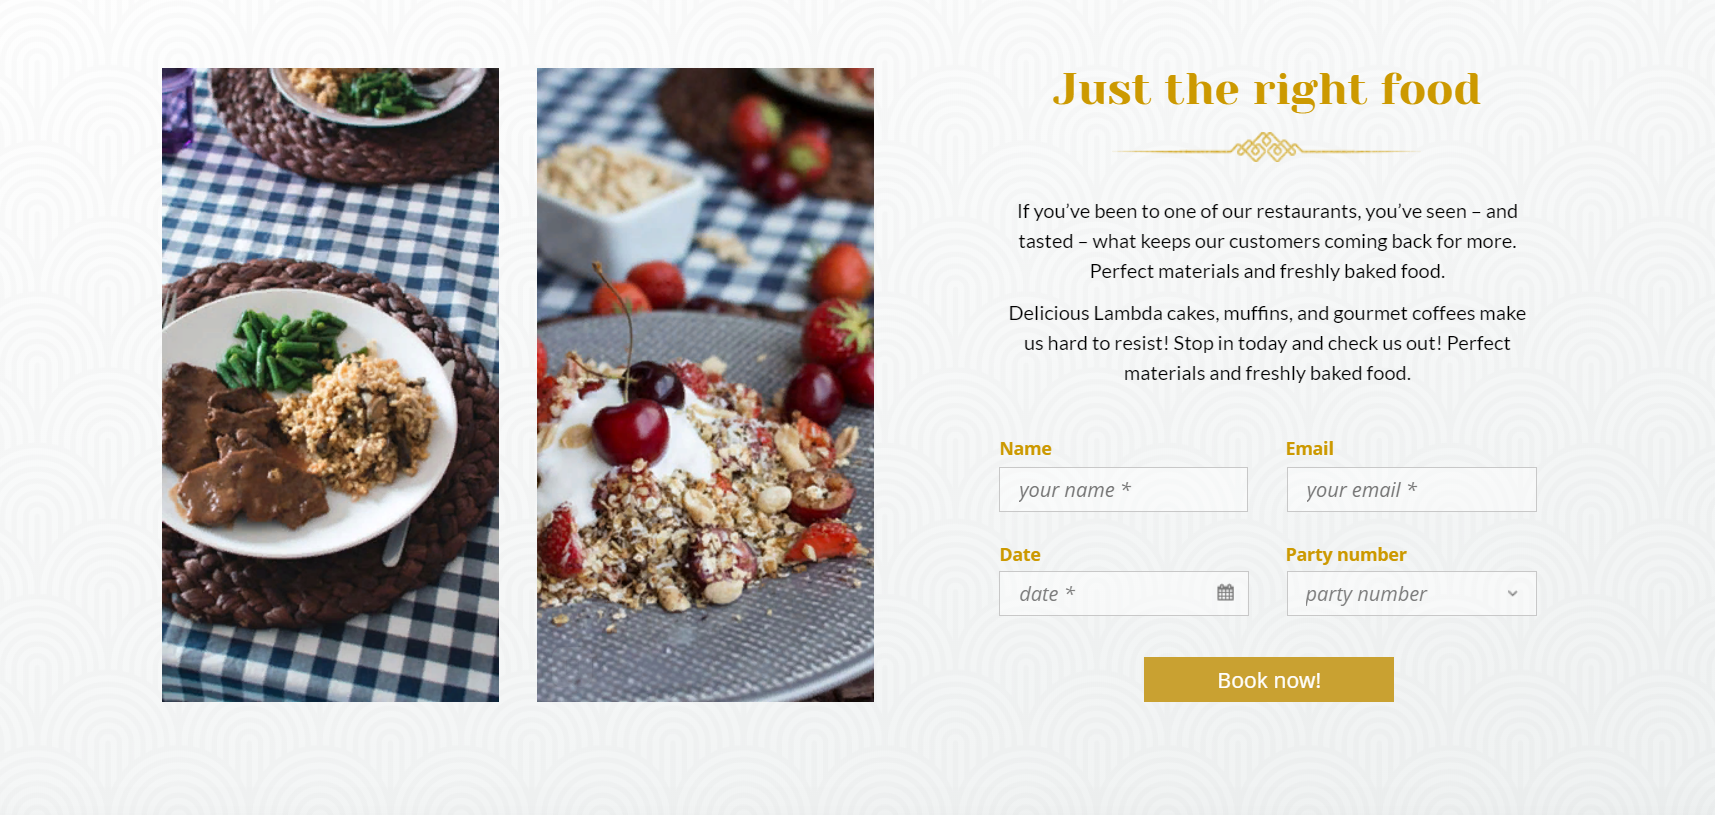 Just the right food
If you’ve been to one of our restaurants, you’ve seen – and
tasted – what keeps our customers coming back for more.
Perfect materials and freshly baked food.
Delicious Lambda cakes, muffins, and gourmet coffees make
us hard to resist! Stop in today and check us out! Perfect
materials and freshly baked food.
Name
Email
your name *
your email *
Date
Party number
date *
party number
Book now!